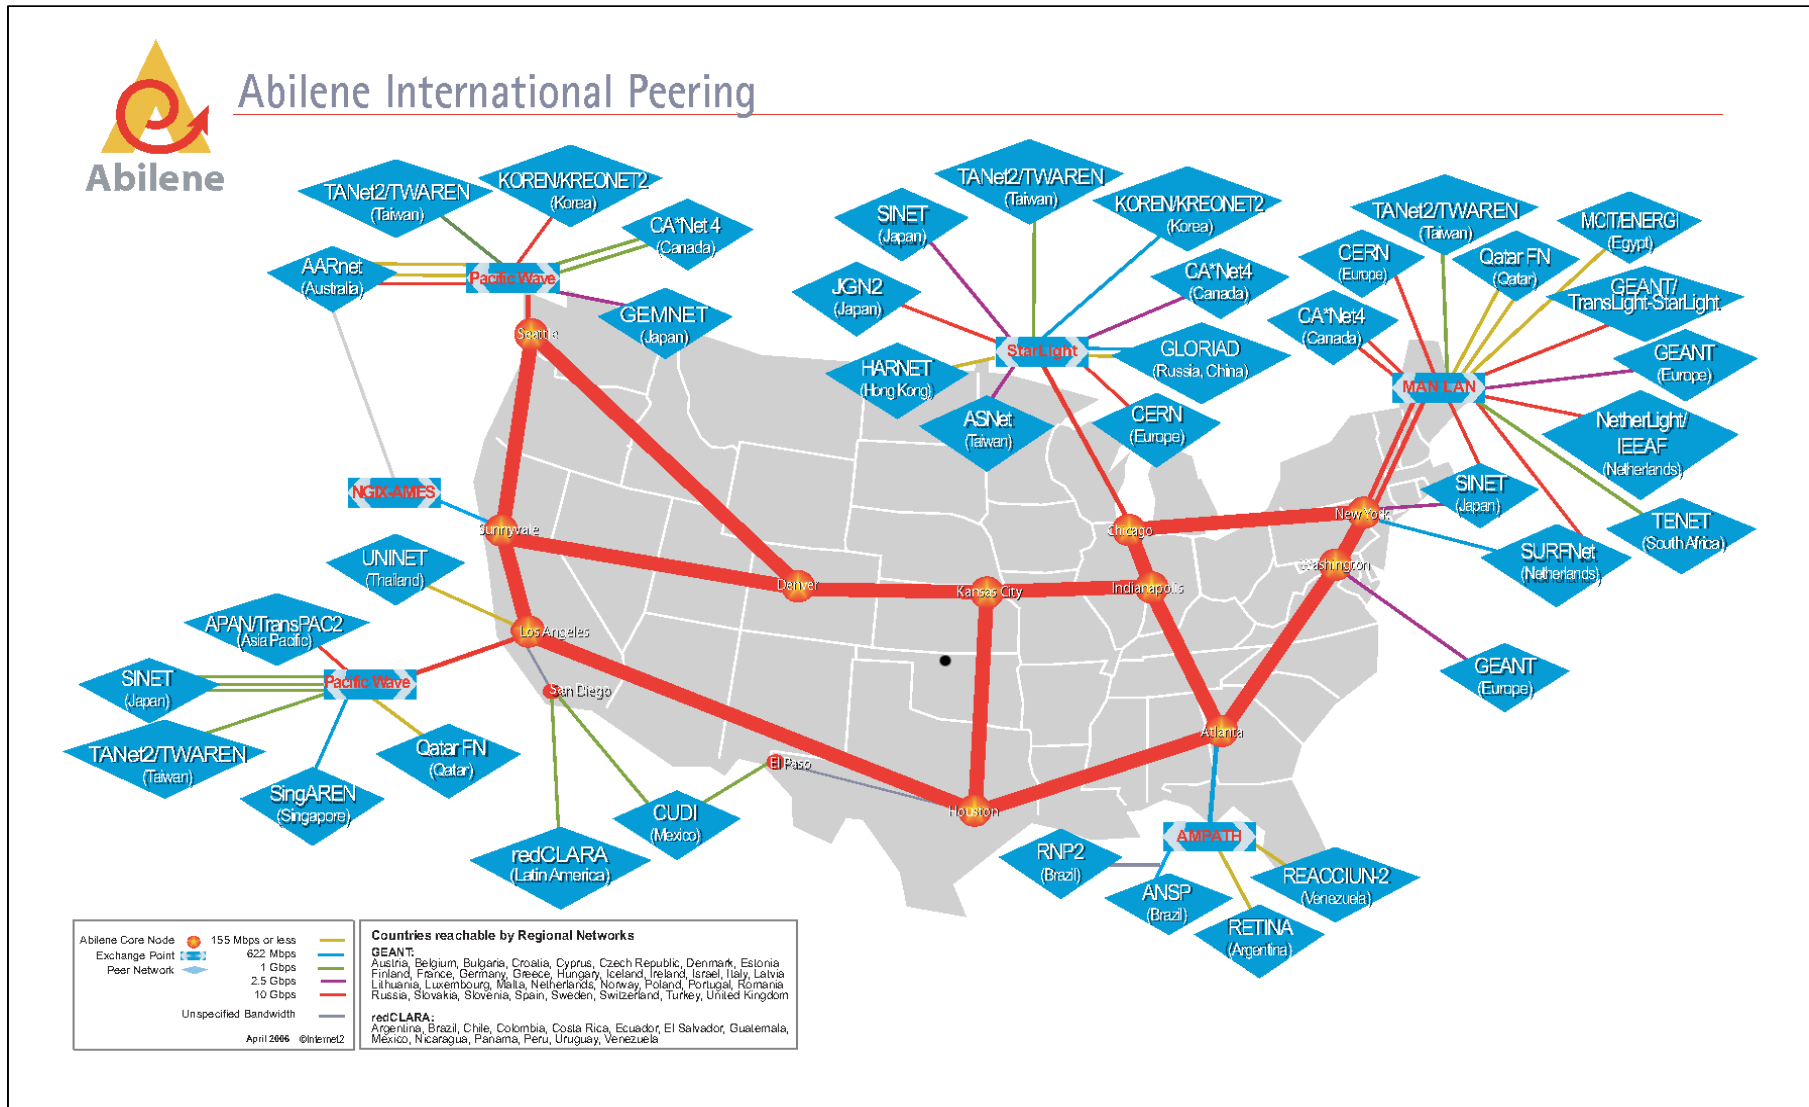 Abilene International Peering
Abilene
TANet2/TWAREN
(Taiwan)
KOREN/KREONET2
(Korea)
CA*Net 4
(Canada)
AARnet
(Australia)
Pacific Wave
GEMNET
(Japan)
Seattle
TANet2/TWAREN
(Taiwan)
SINET
(Japan)
KOREN/KREONET2
(Korea)
JGN2
(Japan)
CA*Net4
(Canada)
StarLight
HARNET
(Hong Kong)
GLORIAD
(Russia, China)
ASNet
(Taiwan)
CERN
(Europe)
TANet2/TWAREN
(Taiwan)
MCIT/ENERGI
(Egypt)
CERN
(Europe)
Qatar FN
(Qatar)
GEANT/
TransLight-StarLight
CA*Net4
(Canada)
GEANT
(Europe)
MAN LAN
NetherLight/
IEEAF
(Netherlands)
SINET
(Japan)
TENET
(South Africa)
SURFNet
(Netherlands)
GEANT
(Europe)
NGIX-AMES
Sunnyvale
UNINET
(Thailand)
Denver
Kansas City
Indianapolis
Chicago
New York
Washington
APAN/TransPAC2
(Asia Pacific)
Los Angeles
SINET
(Japan)
Pacific Wave
San Diego
TANet2/TWAREN
(Taiwan)
Qatar FN
(Qatar)
SingAREN
(Singapore)
El Paso
Houston
Atlanta
CUDI
(Mexico)
redCLARA
(Latin America)
AMPATH
RNP2
(Brazil)
ANSP
(Brazil)
REACCIUN-2
(Venezuela)
RETINA
(Argentina)
Abilene Core Node
Exchange Point
Peer Network
155 Mbps or less
622 Mbps
1 Gbps
2.5 Gbps
10 Gbps
Unspecified Bandwidth
April 2006 ©Internet2
Countries reachable by Regional Networks
GEANT:
Austria, Belgium, Bulgaria, Croatia, Cyprus, Czech Republic, Denmark, Estonia
Finland, France, Germany, Greece, Hungary, Iceland, Ireland, Israel, Italy, Latvia
Lithuania, Luxembourg, Malta, Netherlands, Norway, Poland, Portugal, Romania
Russia, Slovakia, Slovenia, Spain, Sweden, Switzerland, Turkey, United Kingdom
redCLARA:
Argentina, Brazil, Chile, Colombia, Costa Rica, Ecuador, El Salvador, Guatemala,
Mexico, Nicaragua, Panama, Peru, Uruguay, Venezuela